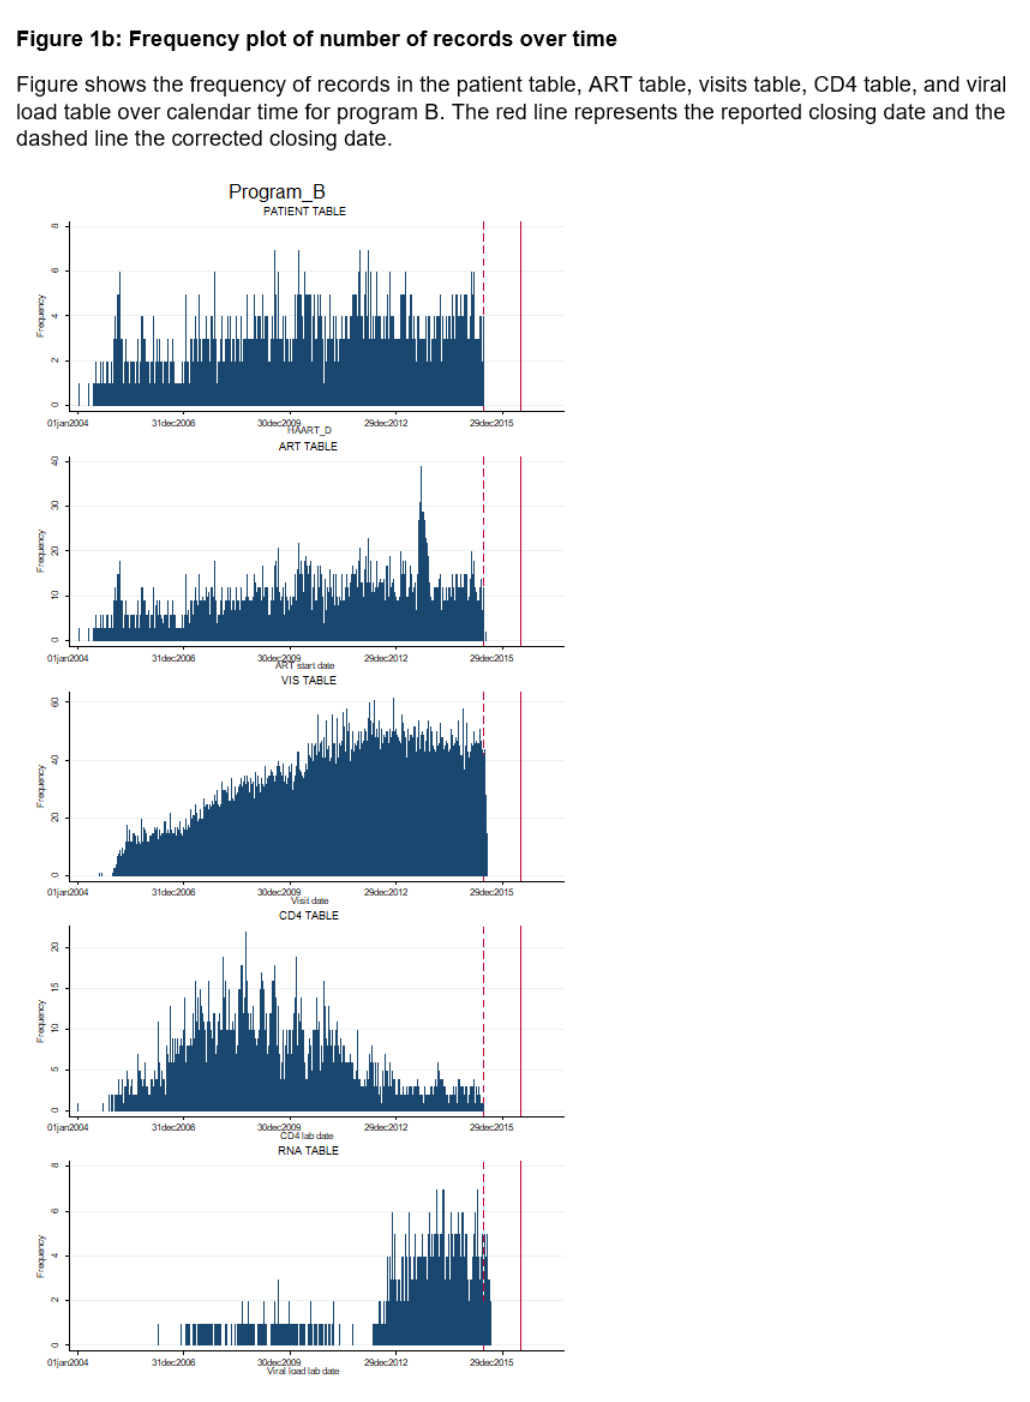 Figure 1b: Frequency plot of number of records over time
Figure shows the frequency of records in the patient table, ART table, visits table, CD4 table, and viral
load table over calendar time for program B. The red line represents the reported closing date and the
dashed line the corrected closing date.
Program_B
PATIENT TABLE
Frequency
8
6
4
2
0
01jan2004 31dec2006 30dec2009 29dec2012 29dec2015
HAART_D
ART TABLE
Frequency
40
30
20
10
0
01jan2004 31dec2006 30dec2009 29dec2012 29dec2015
ART start date
VIS TABLE
Frequency
60
40
20
0
01jan2004 31dec2006 30dec2009 29dec2012 29dec2015
Visit date
CD4 TABLE
Frequency
20
15
10
5
0
01jan2004 31dec2006 30dec2009 29dec2012 29dec2015
CD4 lab date
RNA TABLE
Frequency
8
6
4
2
0
01jan2004 31dec2006 30dec2009 29dec2012 29dec2015
Viral load lab date